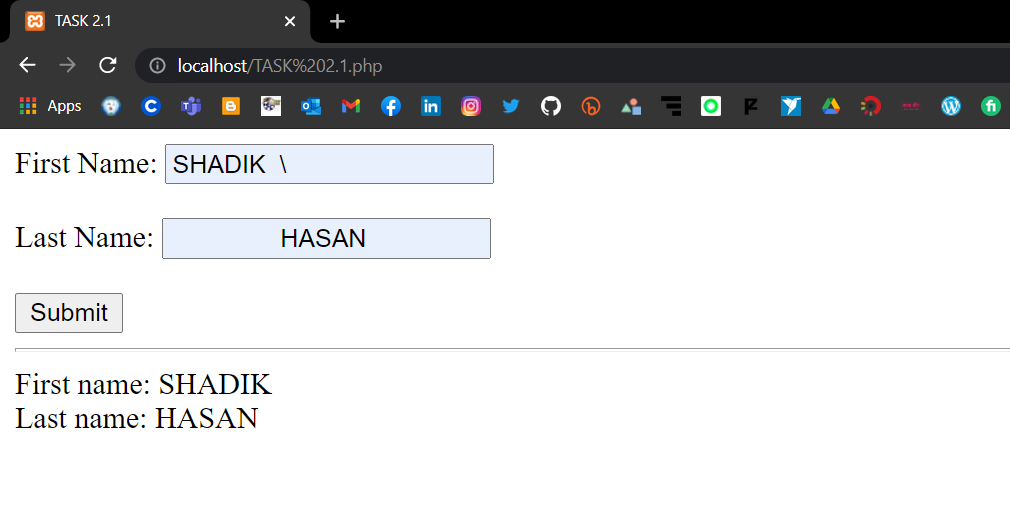 TASK 2.1
localhost/TASK%202.1.php
Apps
First Name: SHADIK  \
Last Name: HASAN
Submit
First name: SHADIK
Last name: HASAN